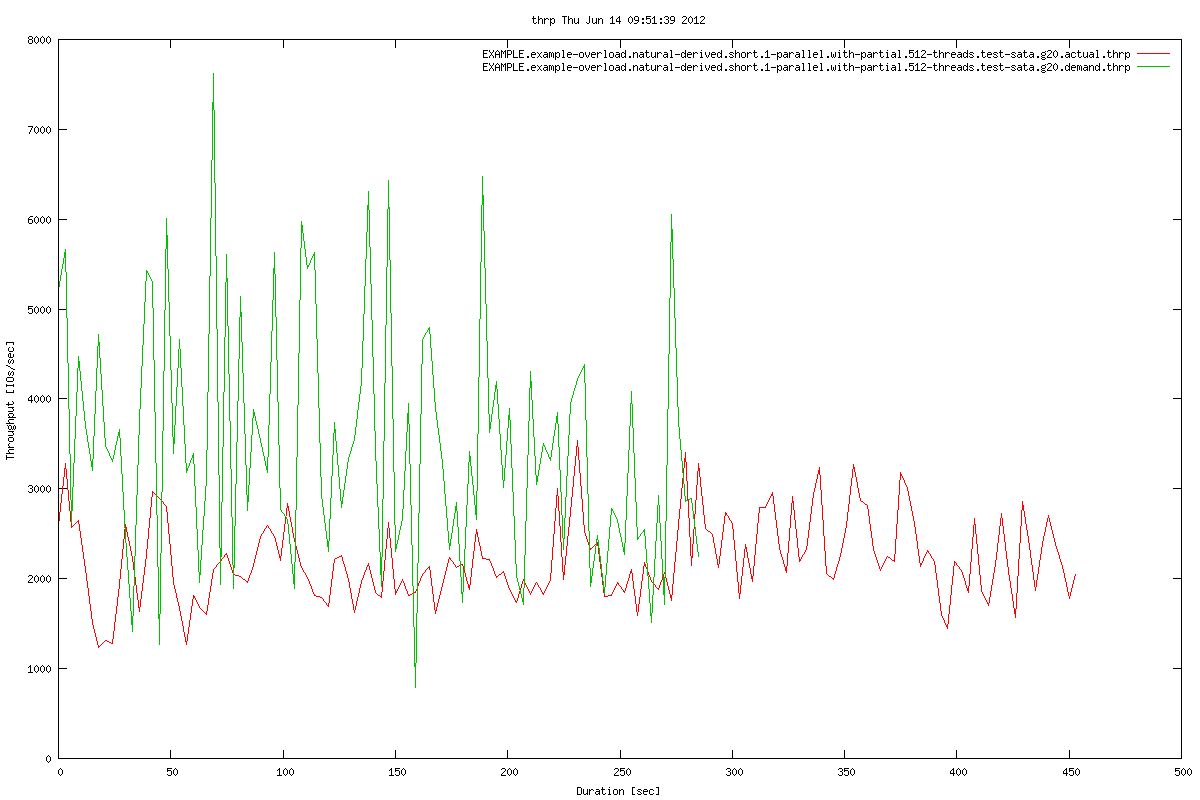 thrp Thu Jun 14 09:51:39 2012
EXAMPLE.example-overload.natural-derived.short.1-parallel.with-partial.512-threads.test-sata.g20.actual.thrp
EXAMPLE.example-overload.natural-derived.short.1-parallel.with-partial.512-threads.test-sata.g20.demand.thrp
8000
7000
6000
5000
4000
3000
2000
1000
0
Throughput [IOs/sec]
0 50 100 150 200 250 300 350 400 450 500
Duration [sec]